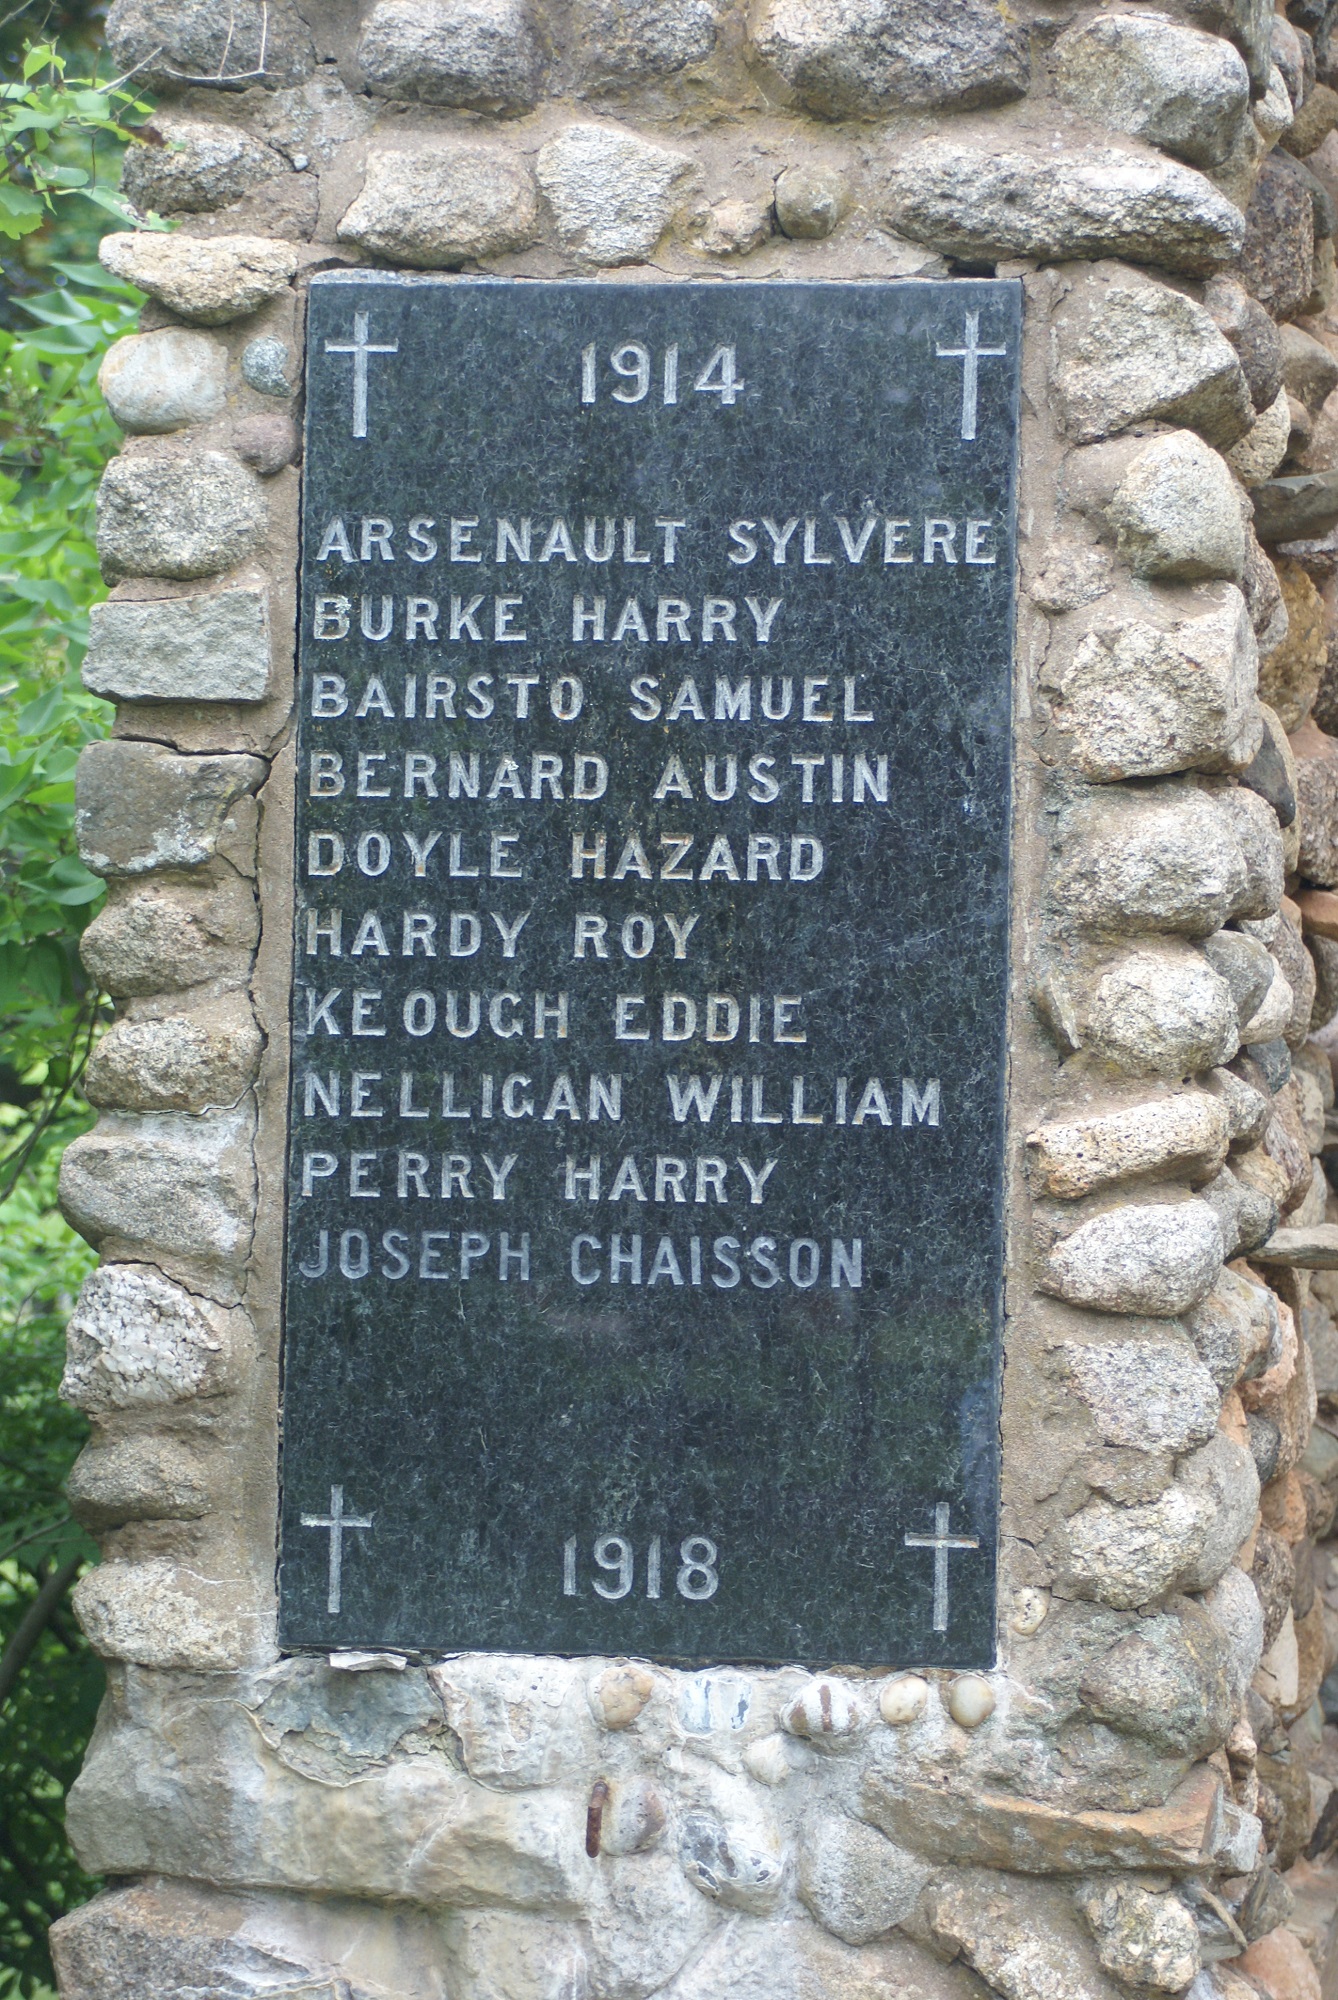 1914
ARSENAULT SYLVERE
BURKE HARRY
BAIRSTO SAMUEL
BERNARD AUSTIN
DOYLE HAZARD
HARDY ROY
KEOUGH EDDIE
NELLIGAN WILLIAM
PERRY HARRY
JOSEPH CHAISSON
1918